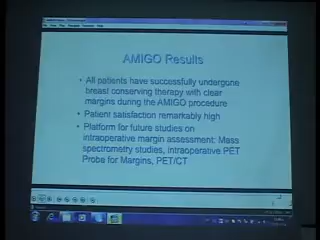 AMIGO Results
• All patients have successfully undergone
breast conserving therapy with clear
margins during the AMIGO procedure
• Patient satisfaction remarkably high
• Platform for future studies on
intraoperative margin assessment: Mass
spectrometry studies, Intraoperative PET
Probe for Margins, PET/CT